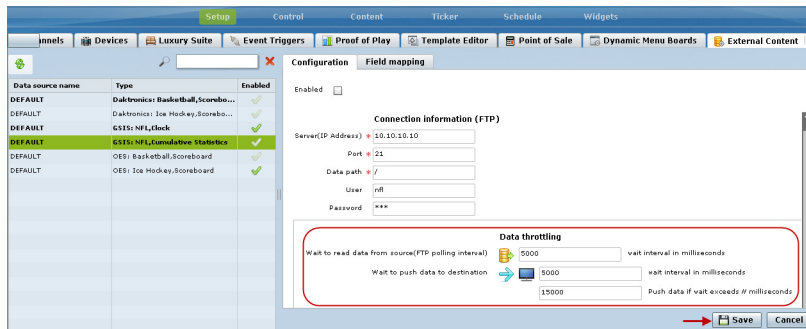 Setup Control Content Ticker Schedule Widgets
nnels Devices Luxury Suite Event Triggers Proof of Play Template Editor Point of Sale Dynamic Menu Boards External Content
Configuration Field mapping
Data source name Type Enabled
DEFAULT Daktronics: Basketball,Scorebo...
DEFAULT Daktronics: Ice Hockey,Scorebo...
DEFAULT GSIS: NFL,Clock
DEFAULT GSIS: NFL,Cumulative Statistics
DEFAULT OES: Basketball,Scoreboard
DEFAULT OES: Ice Hockey,Scoreboard
Enabled
Connection information (FTP)
Server(IP Address) * 10.10.10.10
Port * 21
Data path * /
User nfl
Password ***
Data throttling
Wait to read data from source(FTP polling interval) 5000 wait interval in milliseconds
Wait to push data to destination 5000 wait interval in milliseconds
15000 Push data if wait exceeds N milliseconds
Save Cancel